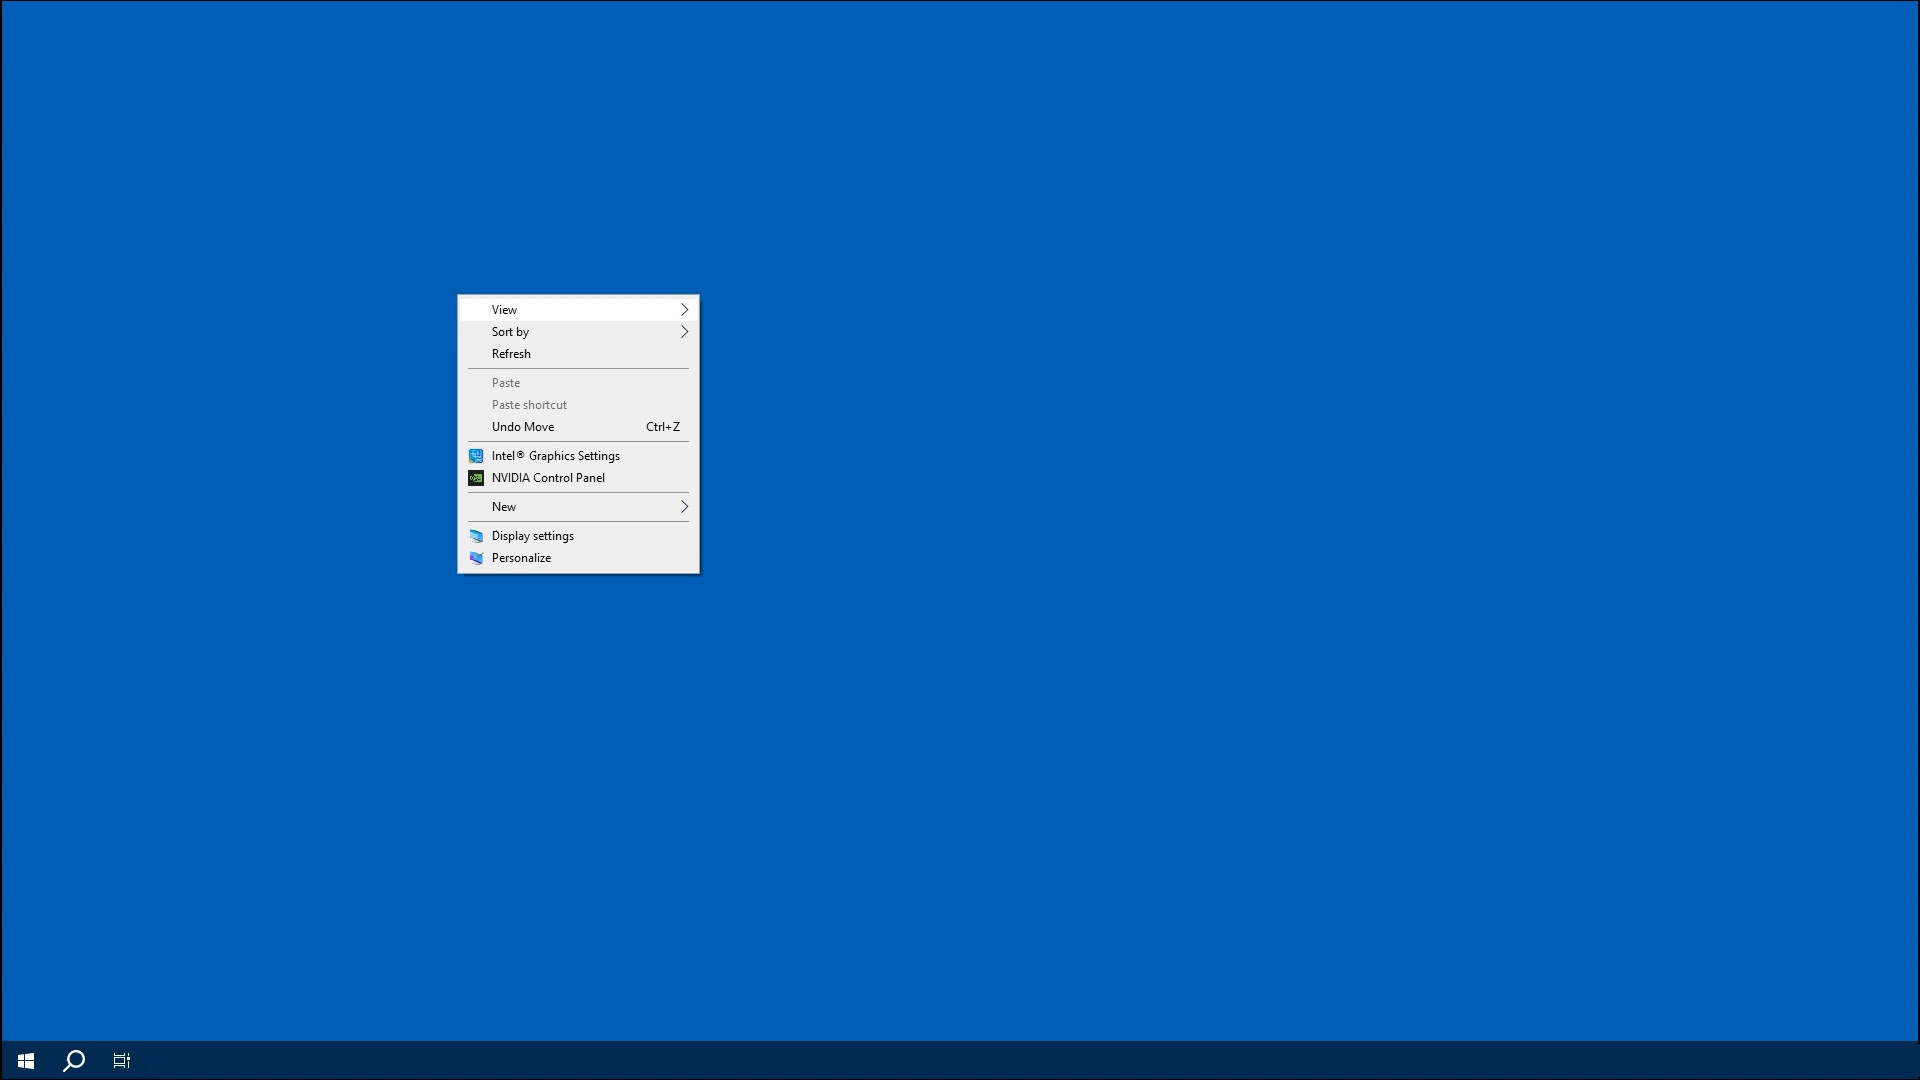 View
Sort by
Refresh
Paste
Paste shortcut
Undo Move Ctrl+Z
Intel® Graphics Settings
NVIDIA Control Panel
New
Display settings
Personalize